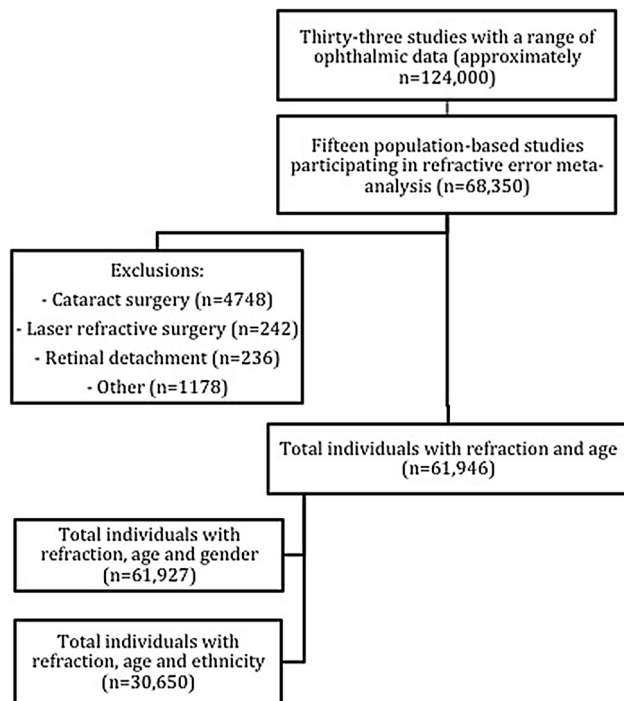 Thirty-three studies with a range of
ophthalmic data (approximately
n=124,000)
Fifteen population-based studies
participating in refractive error meta-
analysis (n=68,350)
Exclusions:
- Cataract surgery (n=4748)
- Laser refractive surgery (n=242)
- Retinal detachment (n=236)
- Other (n=1178)
Total individuals with refraction and age
(n=61,946)
Total individuals with
refraction, age and gender
(n=61,927)
Total individuals with
refraction, age and ethnicity
(n=30,650)